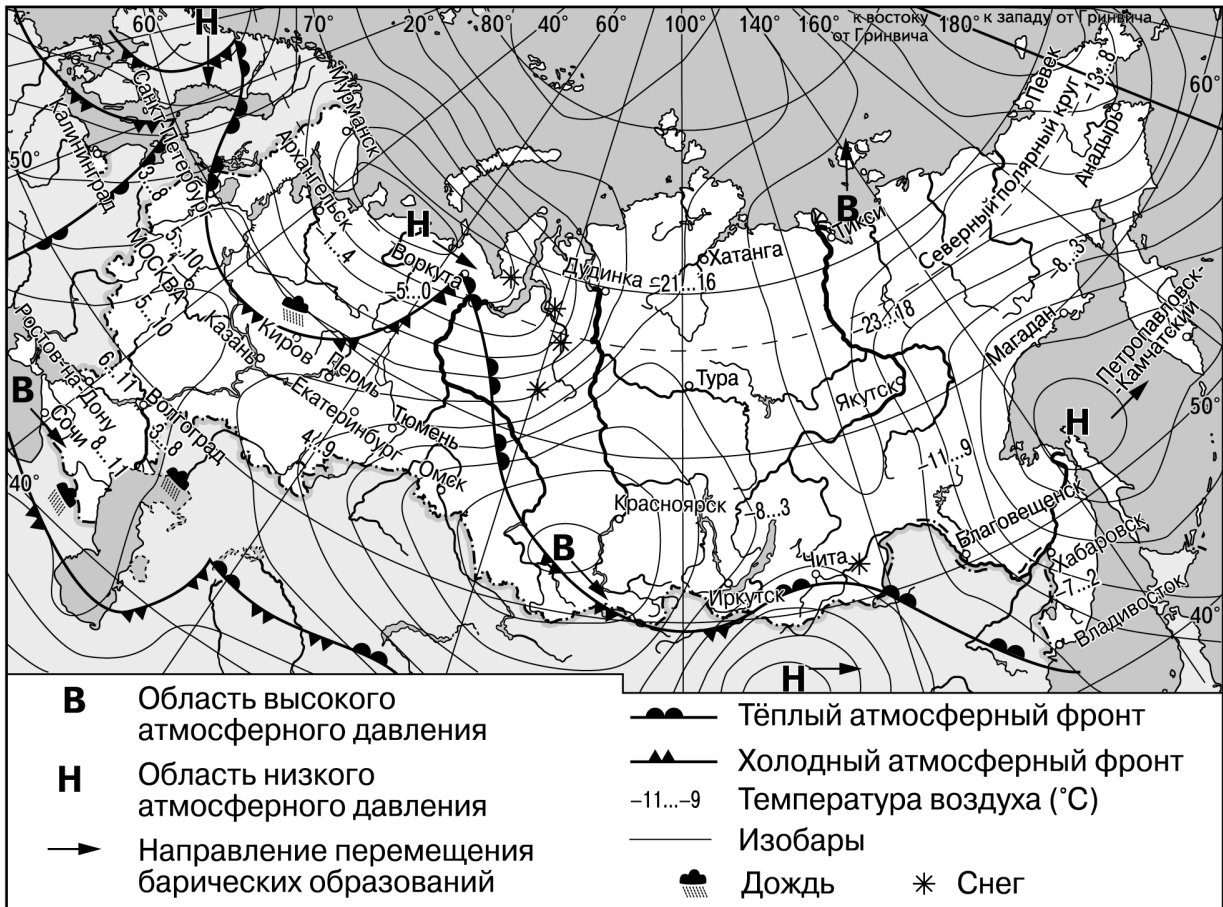 60°
Н
70°
80°
40°
60°
100°
140°
160°
к востоку
от Гринвича
180°
к западу от Гринвича
Мурманск
Санкт-Петербург
Калининград
Архангельск
Певек
–13...–8
60°
Северный полярный круг
Анадырь
50°
3...8
1...4
Н
Воркута
–5...0
В
Тикси
Дудинка
–21...–16
Хатанга
–8...–3
МОСКВА
5...10
5...10
Казань
Киров
Пермь
–23...–18
Магадан
Петропавловск-
Камчатский
Ростов-на-Дону
6...11
Волгоград
Екатеринбург
Тюмень
Тура
Якутск
50°
В
Сочи
8...11
3...8
4...9
Омск
Н
40°
Красноярск
–8...–3
–11...–9
Благовещенск
Хабаровск
В
Чита
Иркутск
–7...–2
Владивосток
40°
Н
В
Область высокого
атмосферного давления
Н
Область низкого
атмосферного давления
Направление перемещения
барических образований
Тёплый атмосферный фронт
Холодный атмосферный фронт
–11...–9
Температура воздуха (°С)
Изобары
Дождь
Снег